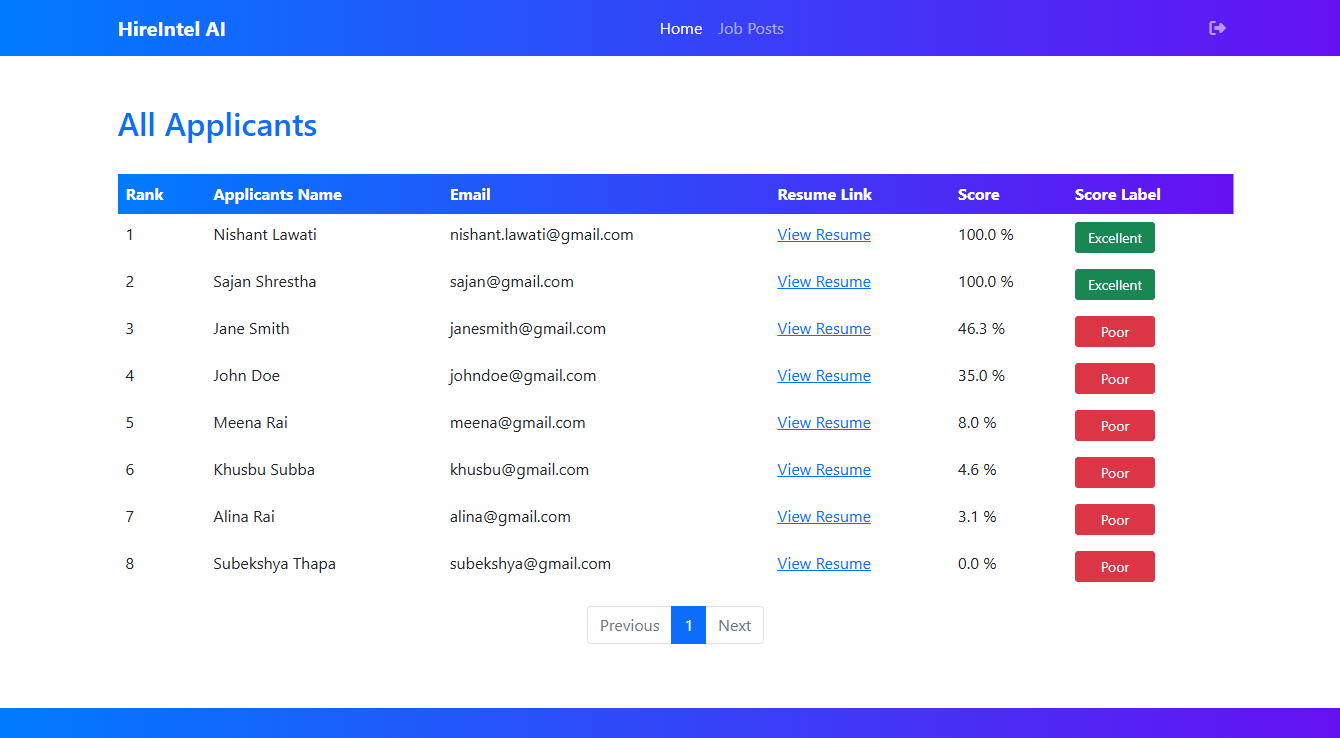 HireIntel AI Home Job Posts
All Applicants
Rank Applicants Name Email Resume Link Score Score Label
1 Nishant Lawati nishant.lawati@gmail.com View Resume 100.0 % Excellent
2 Sajan Shrestha sajan@gmail.com View Resume 100.0 % Excellent
3 Jane Smith janesmith@gmail.com View Resume 46.3 % Poor
4 John Doe johndoe@gmail.com View Resume 35.0 % Poor
5 Meena Rai meena@gmail.com View Resume 8.0 % Poor
6 Khusbu Subba khusbu@gmail.com View Resume 4.6 % Poor
7 Alina Rai alina@gmail.com View Resume 3.1 % Poor
8 Subekshya Thapa subekshya@gmail.com View Resume 0.0 % Poor
Previous 1 Next